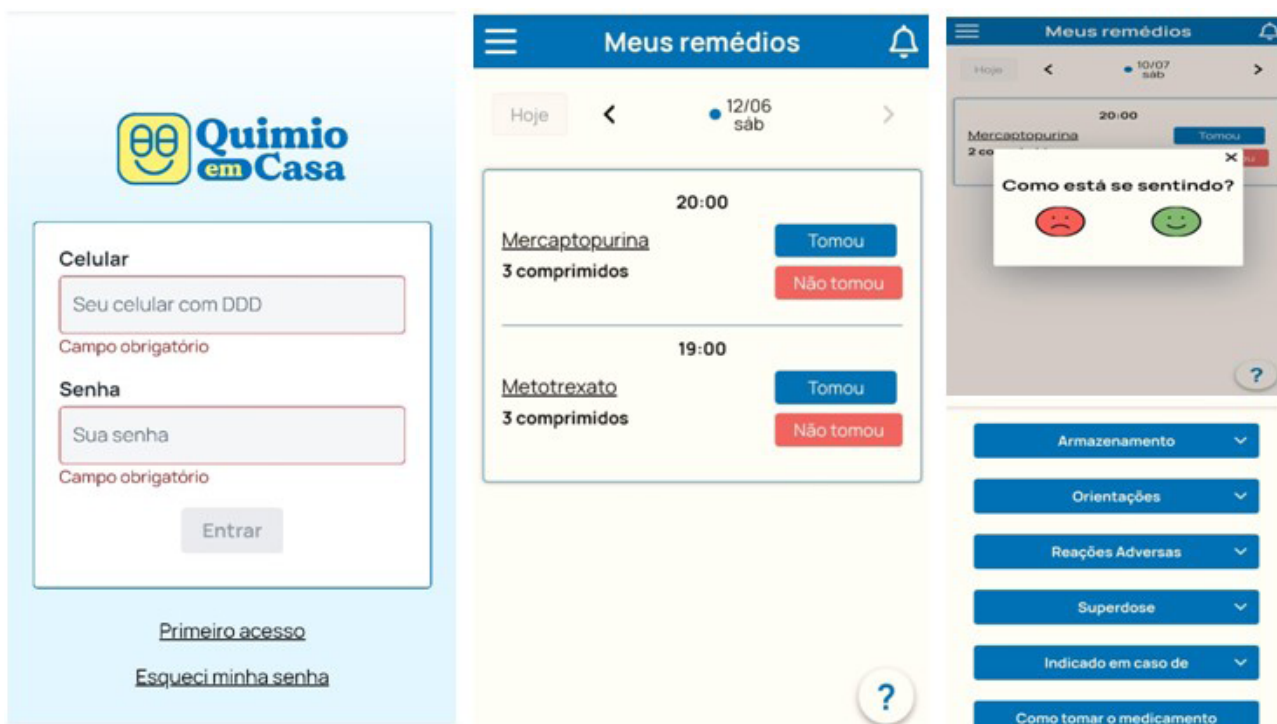 Quimio
em Casa
Celular
Seu celular com DDD
Campo obrigatório
Senha
Sua senha
Campo obrigatório
Entrar
Primeiro acesso
Esqueci minha senha
Meus remédios
Hoje
12/06
sáb
20:00
Mercaptopurina
Tomou
3 comprimidos
Não tomou
19:00
Metotrexato
Tomou
3 comprimidos
Não tomou
?
Meus remédios
Hoje
10/07
sáb
20:00
Mercaptopurina
Tomou
2 co
Como está se sentindo?
?
Armazenamento
Orientações
Reações Adversas
Superdose
Indicado em caso de
Como tomar o medicamento